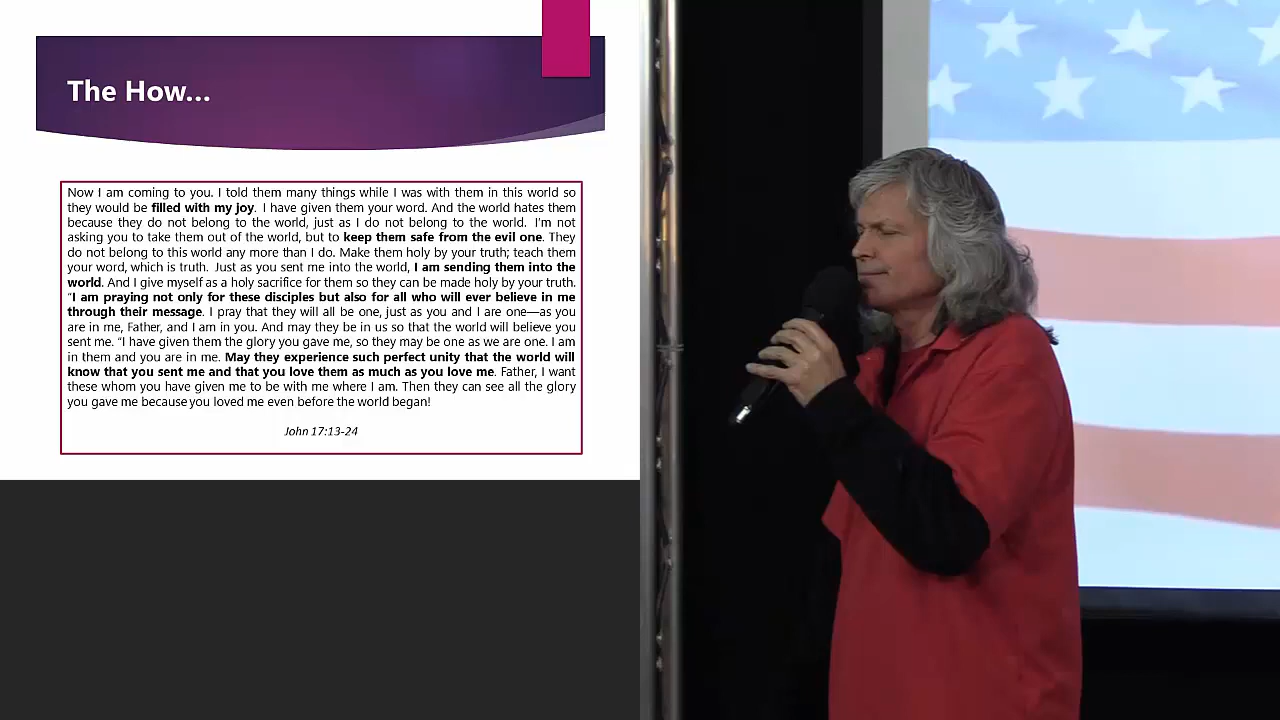 The How...
Now I am coming to you. I told them many things while I was with them in this world so
they would be filled with my joy. I have given them your word. And the world hates them
because they do not belong to the world, just as I do not belong to the world. I'm not
asking you to take them out of the world, but to keep them safe from the evil one. They
do not belong to this world any more than I do. Make them holy by your truth; teach them
your word, which is truth. Just as you sent me into the world, I am sending them into the
world. And I give myself as a holy sacrifice for them so they can be made holy by your truth.
"I am praying not only for these disciples but also for all who will ever believe in me
through their message. I pray that they will all be one, just as you and I are one—as you
are in me, Father, and I am in you. And may they be in us so that the world will believe you
sent me. "I have given them the glory you gave me, so they may be one as we are one. I am
in them and you are in me. May they experience such perfect unity that the world will
know that you sent me and that you love them as much as you love me. Father, I want
these whom you have given me to be with me where I am. Then they can see all the glory
you gave me because you loved me even before the world began!
John 17:13-24